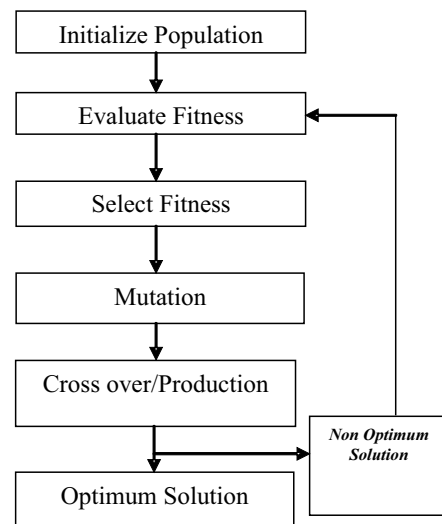 Initialize Population
Evaluate Fitness
Select Fitness
Mutation
Cross over/Production
Non Optimum
Solution
Optimum Solution